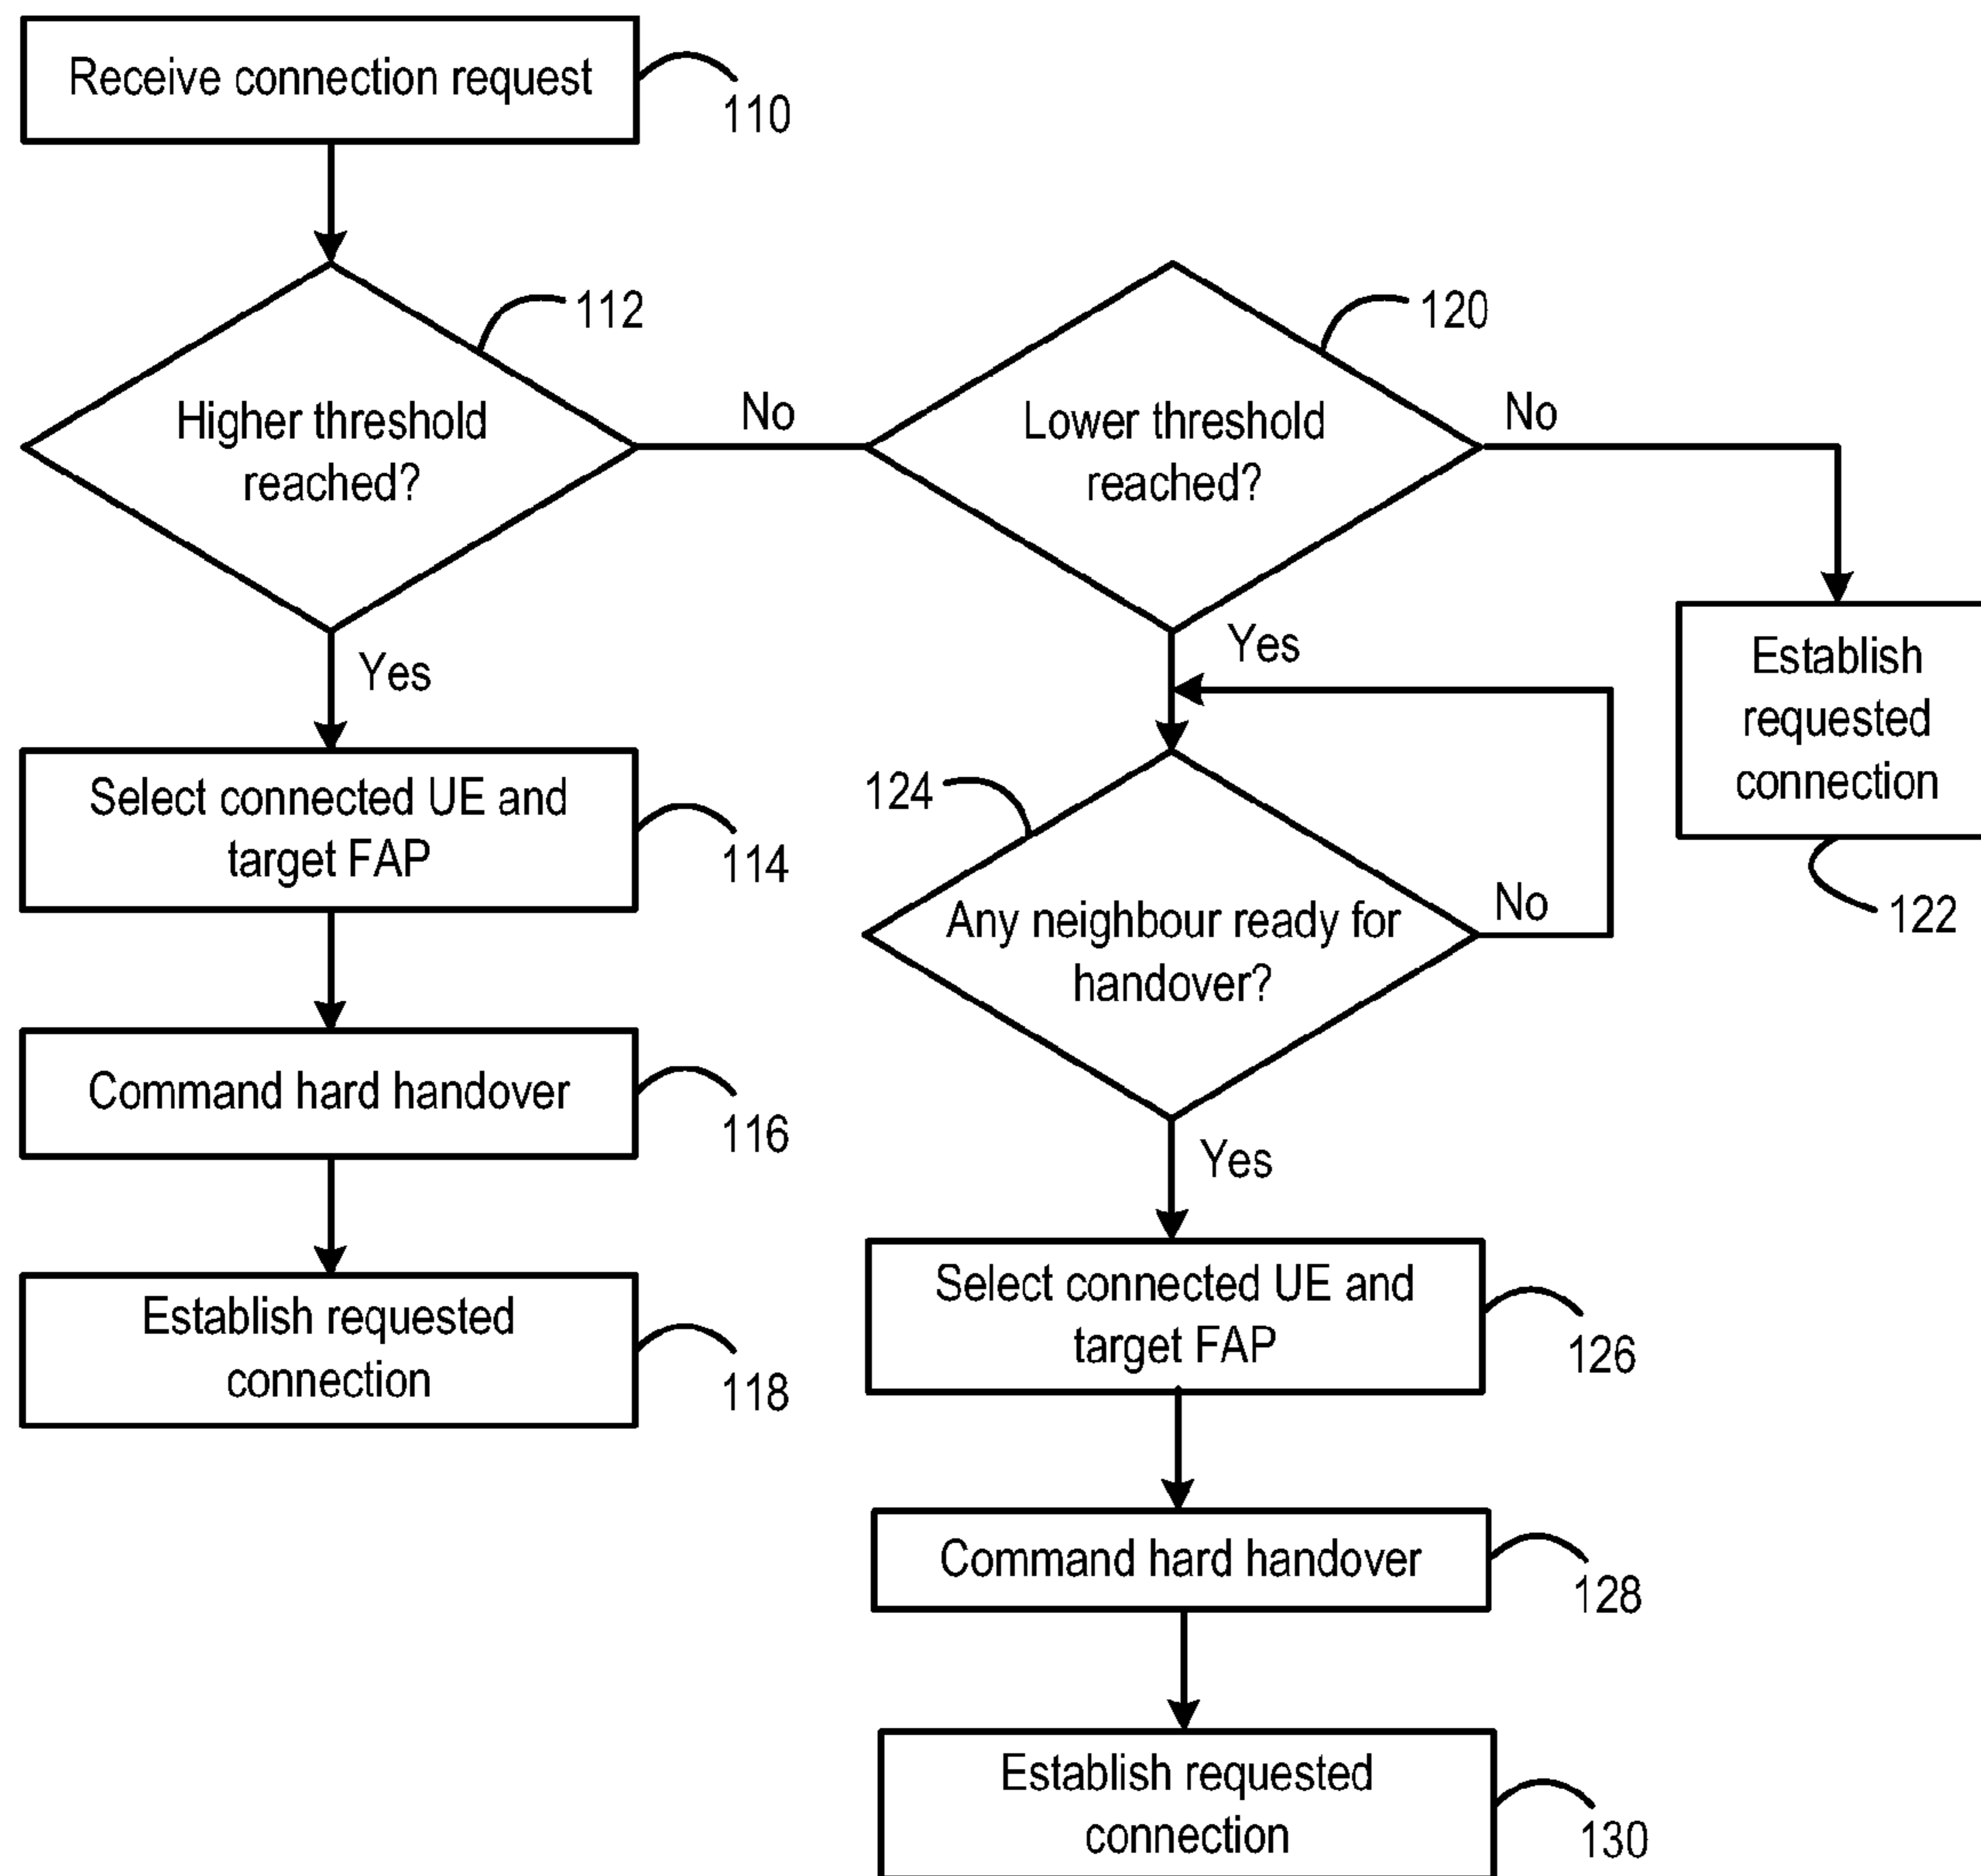 Receive connection request
110
Higher threshold
reached?
112
No
Lower threshold
reached?
120
No
Establish
requested
connection
122
Yes
Select connected UE and
target FAP
114
Command hard handover
116
Establish requested
connection
118
Yes
124
Any neighbour ready for
handover?
No
Yes
Select connected UE and
target FAP
126
Command hard handover
128
Establish requested
connection
130